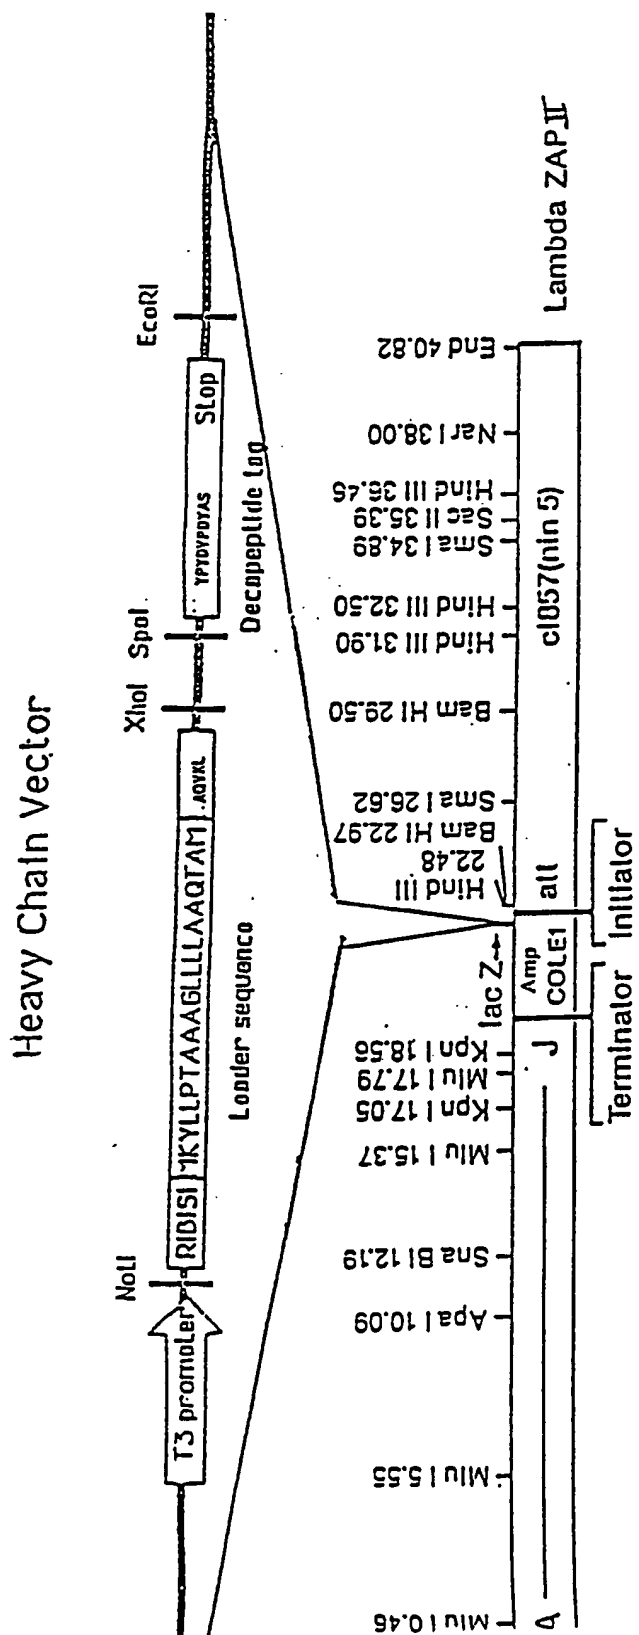 Heavy Chain Vector
T3 promoter
NotI
RIBISI
MKYLLPTAAAGLLLLAAQTAM
.AQVKL
Leader sequence
XhoI
SpeI
YPYDYPDYAS
Stop
Decapeptide tag
EcoRI
Mlu I 0.46
Mlu I 5.55
Apa I 10.09
Sna BI 12.19
Mlu I 15.37
Kpn I 17.05
Mlu I 17.79
Kpn I 18.56
lac Z
Hind III
22.48
Bam HI 22.97
Sma I 26.62
Bam HI 29.50
Hind III 31.90
Hind III 32.50
Sma I 34.89
Sac II 35.39
Hind III 36.45
Nar I 38.00
End 40.82
A
J
Amp
COLE1
att
cI857(nin 5)
Terminator
Initiator
Lambda ZAP II